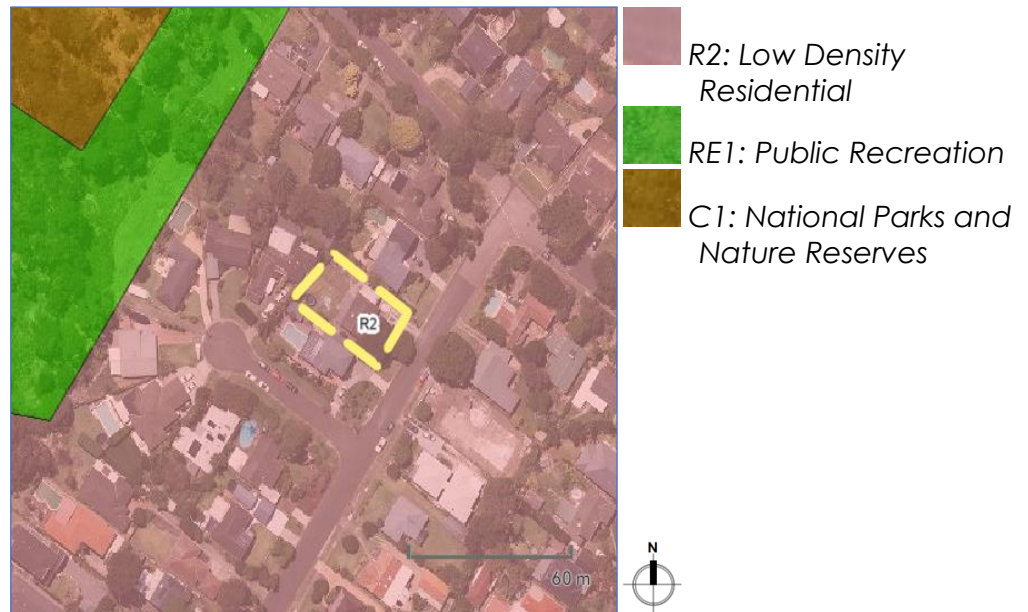 R2: Low Density
Residential
RE1: Public Recreation
C1: National Parks and
Nature Reserves
R2
60 m
N